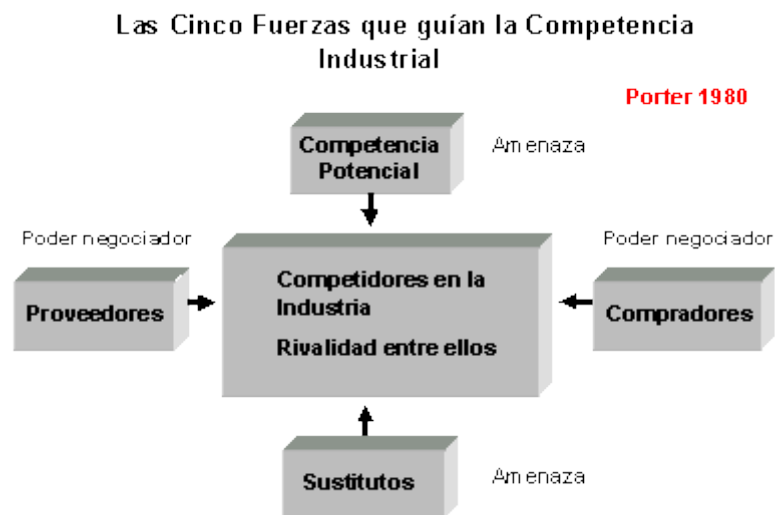 Las Cinco Fuerzas que guían la Competencia
Industrial
Porter 1980
Competencia
Potencial
Amenaza
Poder negociador
Poder negociador
Proveedores
Competidores en la
Industria
Rivalidad entre ellos
Compradores
Sustitutos
Amenaza